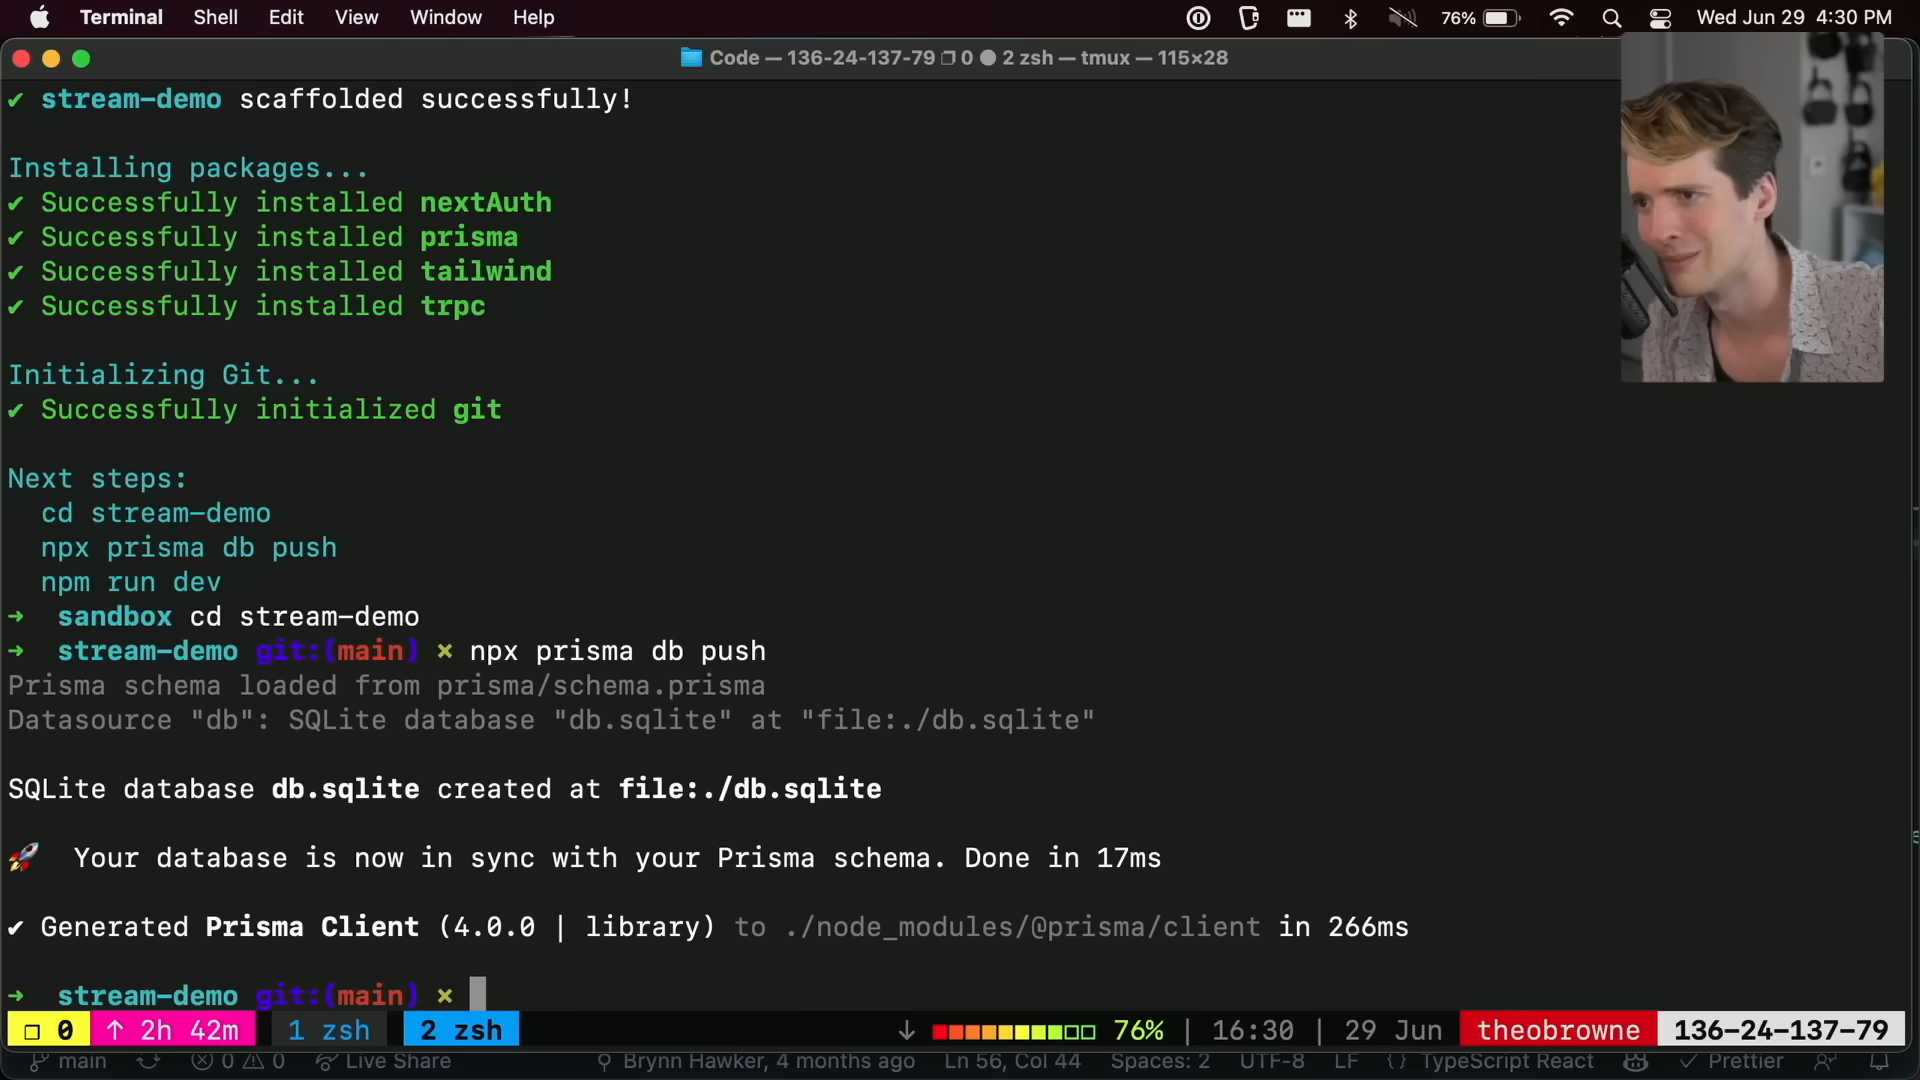 Terminal Shell Edit View Window Help 76% Wed Jun 29 4:30 PM
Code — 136-24-137-79 0 ● 2 zsh — tmux — 115×28
✔ stream-demo scaffolded successfully!
Installing packages...
✔ Successfully installed nextAuth
✔ Successfully installed prisma
✔ Successfully installed tailwind
✔ Successfully installed trpc
Initializing Git...
✔ Successfully initialized git
Next steps:
cd stream-demo
npx prisma db push
npm run dev
➜ sandbox cd stream-demo
➜ stream-demo git:(main) × npx prisma db push
Prisma schema loaded from prisma/schema.prisma
Datasource "db": SQLite database "db.sqlite" at "file:./db.sqlite"
SQLite database db.sqlite created at file:./db.sqlite
🚀 Your database is now in sync with your Prisma schema. Done in 17ms
✔ Generated Prisma Client (4.0.0 | library) to ./node_modules/@prisma/client in 266ms
➜ stream-demo git:(main) ×
❐ 0 ↑ 2h 42m 1 zsh 2 zsh ↓ 76% | 16:30 | 29 Jun theobrowne 136-24-137-79
main 0 0 Live Share Brynn Hawker, 4 months ago Ln 56, Col 44 Spaces: 2 UTF-8 LF {} TypeScript React Prettier